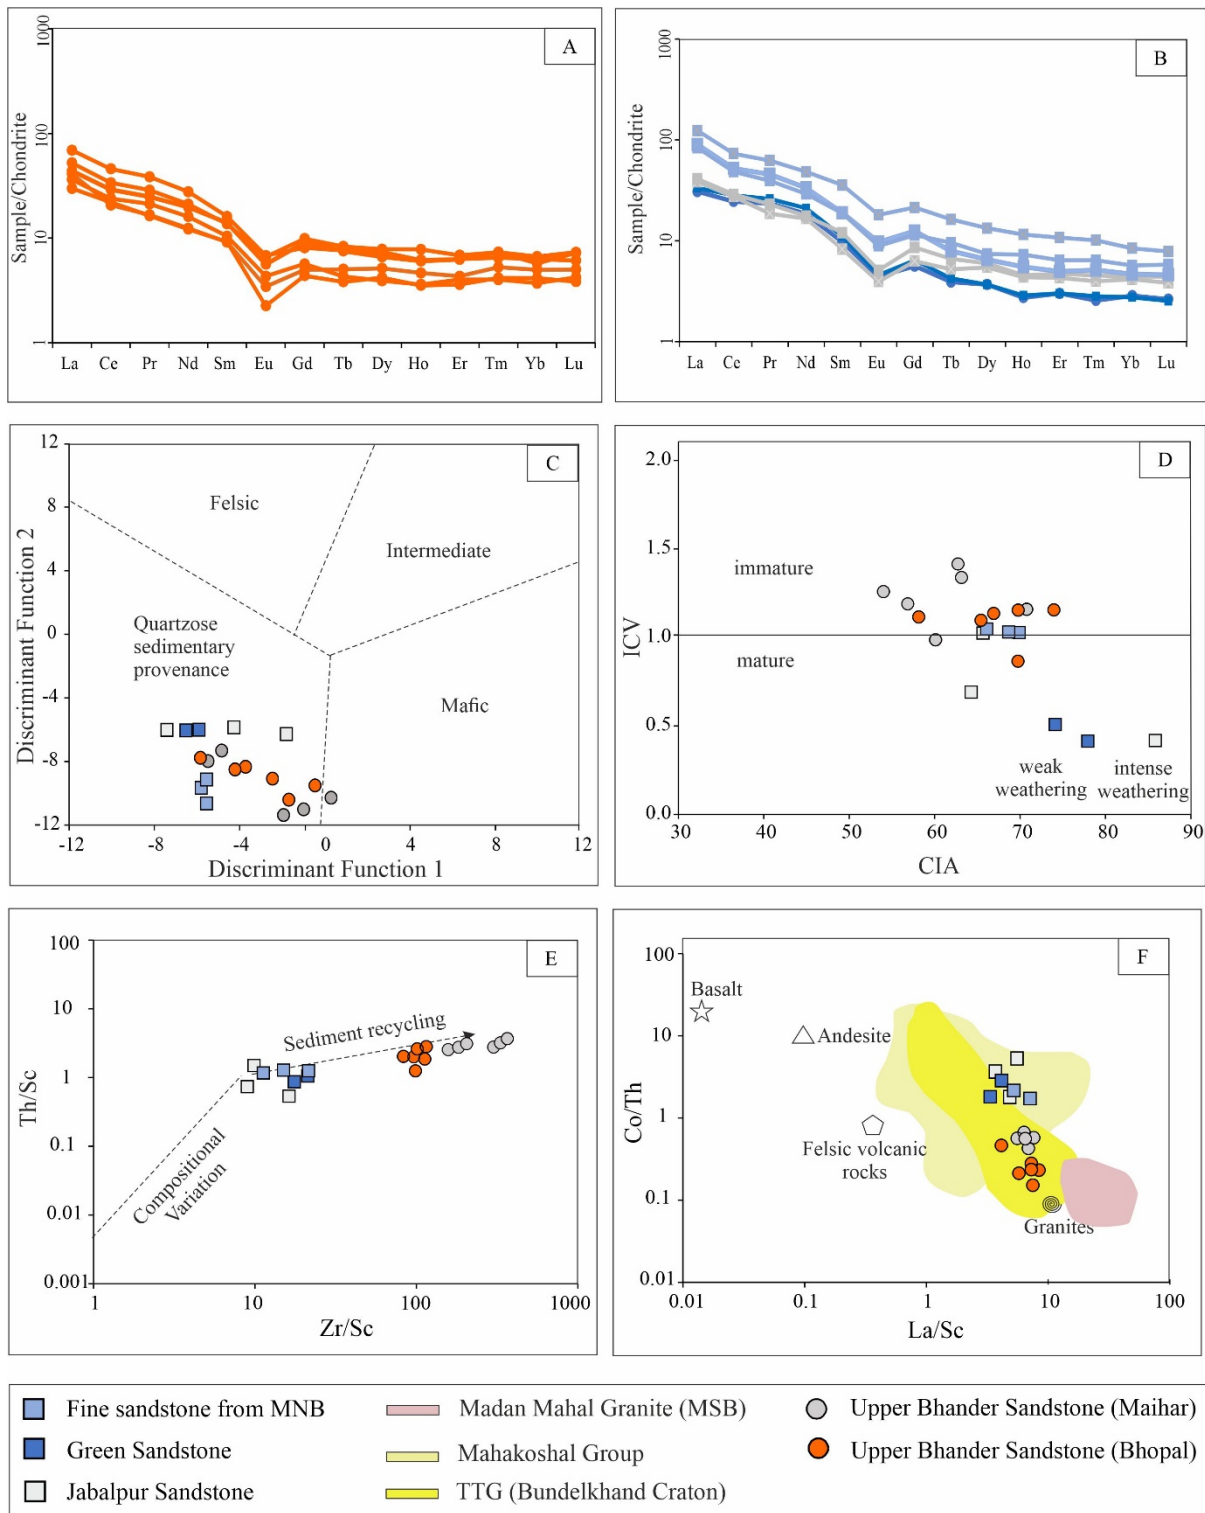 A
1000
100
10
1
Sample/Chondrite
La Ce Pr Nd Sm Eu Gd Tb Dy Ho Er Tm Yb Lu
B
1000
100
10
1
Sample/Chondrite
La Ce Pr Nd Sm Eu Gd Tb Dy Ho Er Tm Yb Lu
C
12
8
4
0
-4
-8
-12
Discriminant Function 2
Felsic
Intermediate
Quartzose
sedimentary
provenance
Mafic
-12 -8 -4 0 4 8 12
Discriminant Function 1
D
2.0
1.5
1.0
0.5
0.0
ICV
immature
mature
weak
weathering
intense
weathering
30 40 50 60 70 80 90
CIA
E
100
10
1
0.1
0.01
0.001
Th/Sc
Sediment recycling
Compositional
Variation
1 10 100 1000
Zr/Sc
F
100
10
1
0.1
0.01
Co/Th
Basalt
Andesite
Felsic volcanic
rocks
Granites
0.01 0.1 1 10 100
La/Sc
Fine sandstone from MNB
Madan Mahal Granite (MSB)
Upper Bhander Sandstone (Maihar)
Green Sandstone
Mahakoshal Group
Upper Bhander Sandstone (Bhopal)
Jabalpur Sandstone
TTG (Bundelkhand Craton)